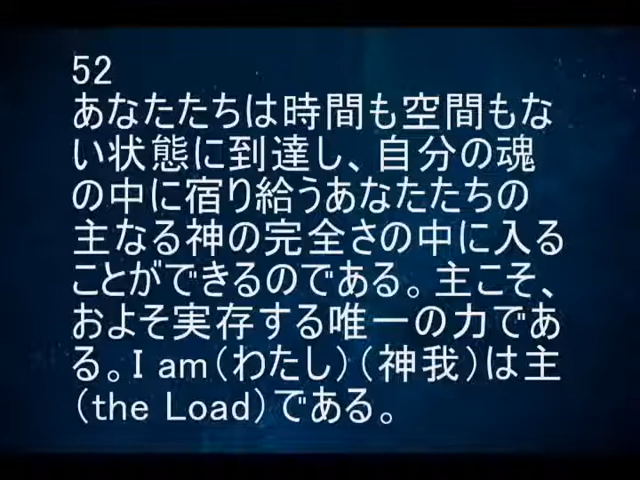 52
あなたたちは時間も空間もな
い状態に到達し、自分の魂
の中に宿り給うあなたたちの
主なる神の完全さの中に入る
ことができるのである。主こそ、
およそ実存する唯一の力であ
る。I am（わたし）（神我）は主
（the Load）である。